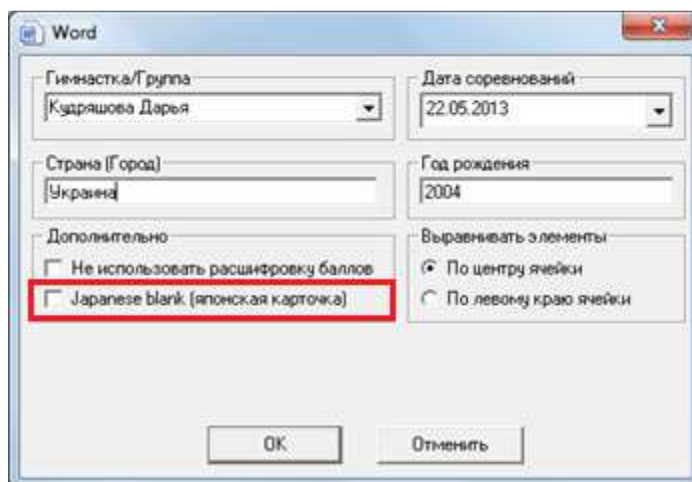 Word
Гимнастка/Группа
Дата соревнований
Кудряшова Дарья
22.05.2013
Страна (Город)
Год рождения
Украина
2004
Дополнительно
Выравнивать элементы
Не использовать расшифровку баллов
По центру ячейки
Japanese blank (японская карточка)
По левому краю ячейки
OK
Отменить